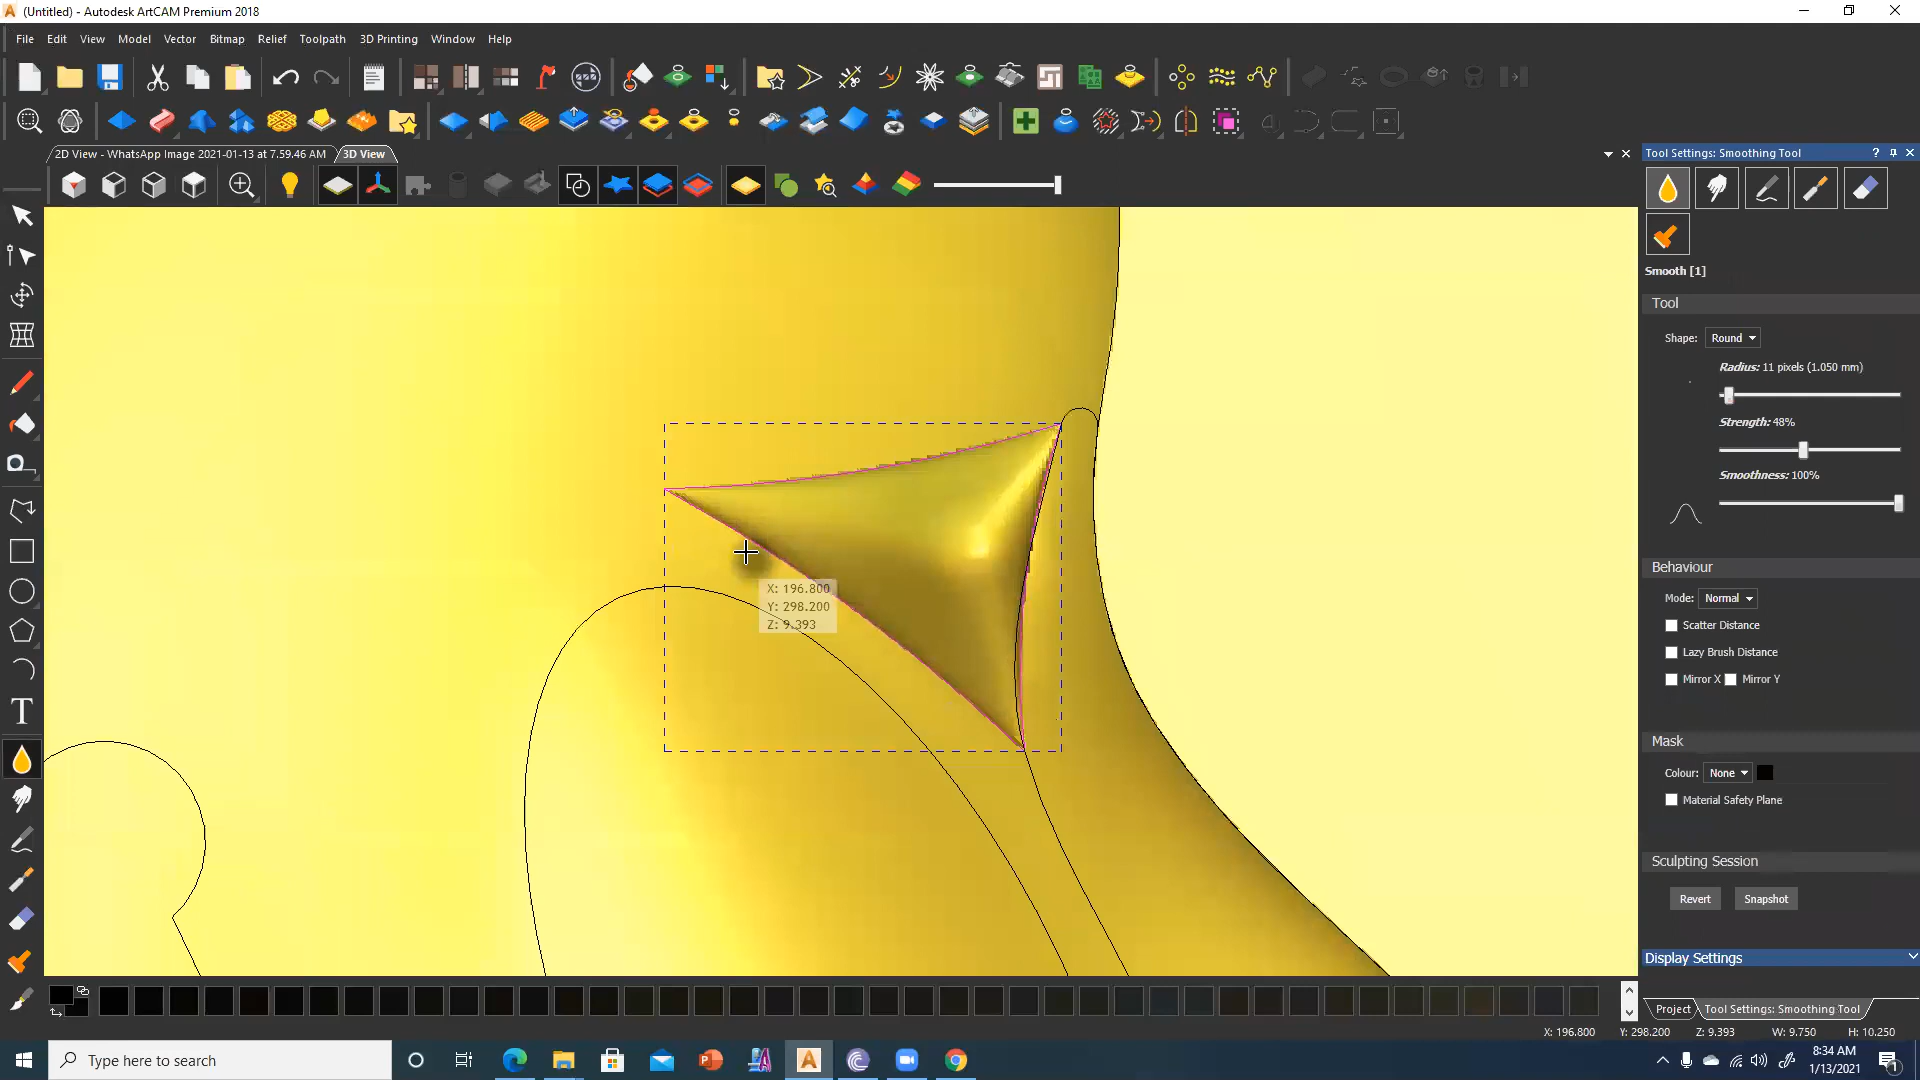 (Untitled) - Autodesk ArtCAM Premium 2018
File Edit View Model Vector Bitmap Relief Toolpath 3D Printing Window Help
2D View - WhatsApp Image 2021-01-13 at 7.59.46 AM 3D View
Tool Settings: Smoothing Tool
Smooth [1]
Tool
Shape: Round
Radius: 11 pixels (1.050 mm)
Strength: 48%
Smoothness: 100%
X: 196.800
Y: 298.200
Z: 9.393
Behaviour
Mode: Normal
Scatter Distance
Lazy Brush Distance
Mirror X Mirror Y
Mask
Colour: None
Material Safety Plane
Sculpting Session
Revert Snapshot
Display Settings
Project Tool Settings: Smoothing Tool
X: 196.800 Y: 298.200 Z: 9.393 W: 9.750 H: 10.250
Type here to search
8:34 AM
1/13/2021